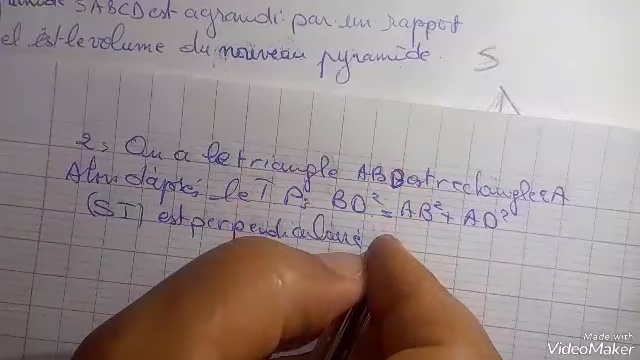 SABCD est agrandi par un rapport
el est le volume du nouveau pyramide.
S
2, On a le triangle ABD est rectangle e A
Alors d'après le T P: BD² = AB² + AD²
(SI) est perpendiculaire
Made with
VideoMaker